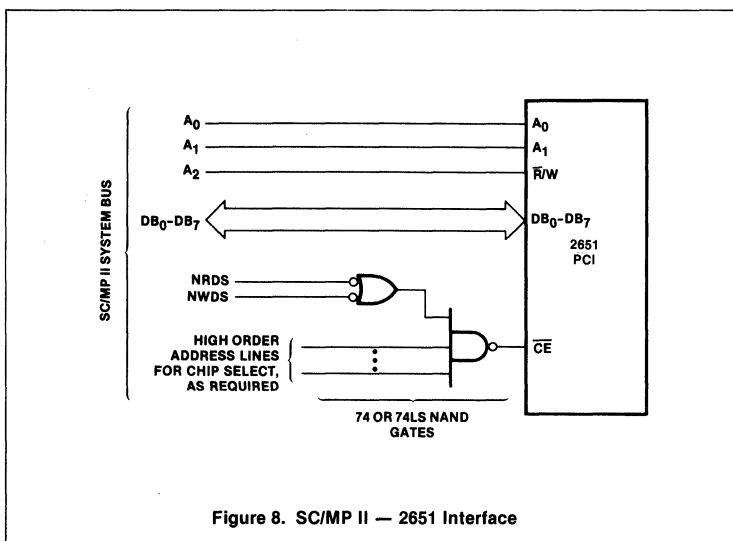 SC/MP II SYSTEM BUS
A₀
A₀
A₁
A₁
A₂
R̅/W
DB₀-DB₇
DB₀-DB₇
2651
PCI
NRDS
NWDS
HIGH ORDER
ADDRESS LINES
FOR CHIP SELECT,
AS REQUIRED
C̅E̅
74 OR 74LS NAND
GATES
Figure 8. SC/MP II — 2651 Interface